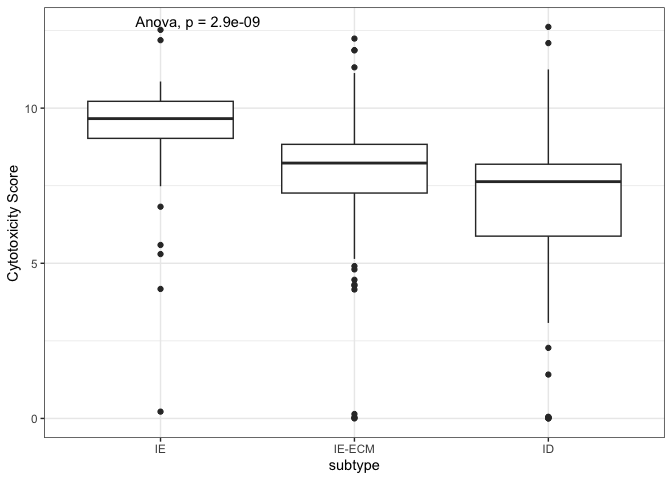 Anova, p = 2.9e-09
10
5
0
Cytotoxicity Score
IE
IE-ECM
ID
subtype